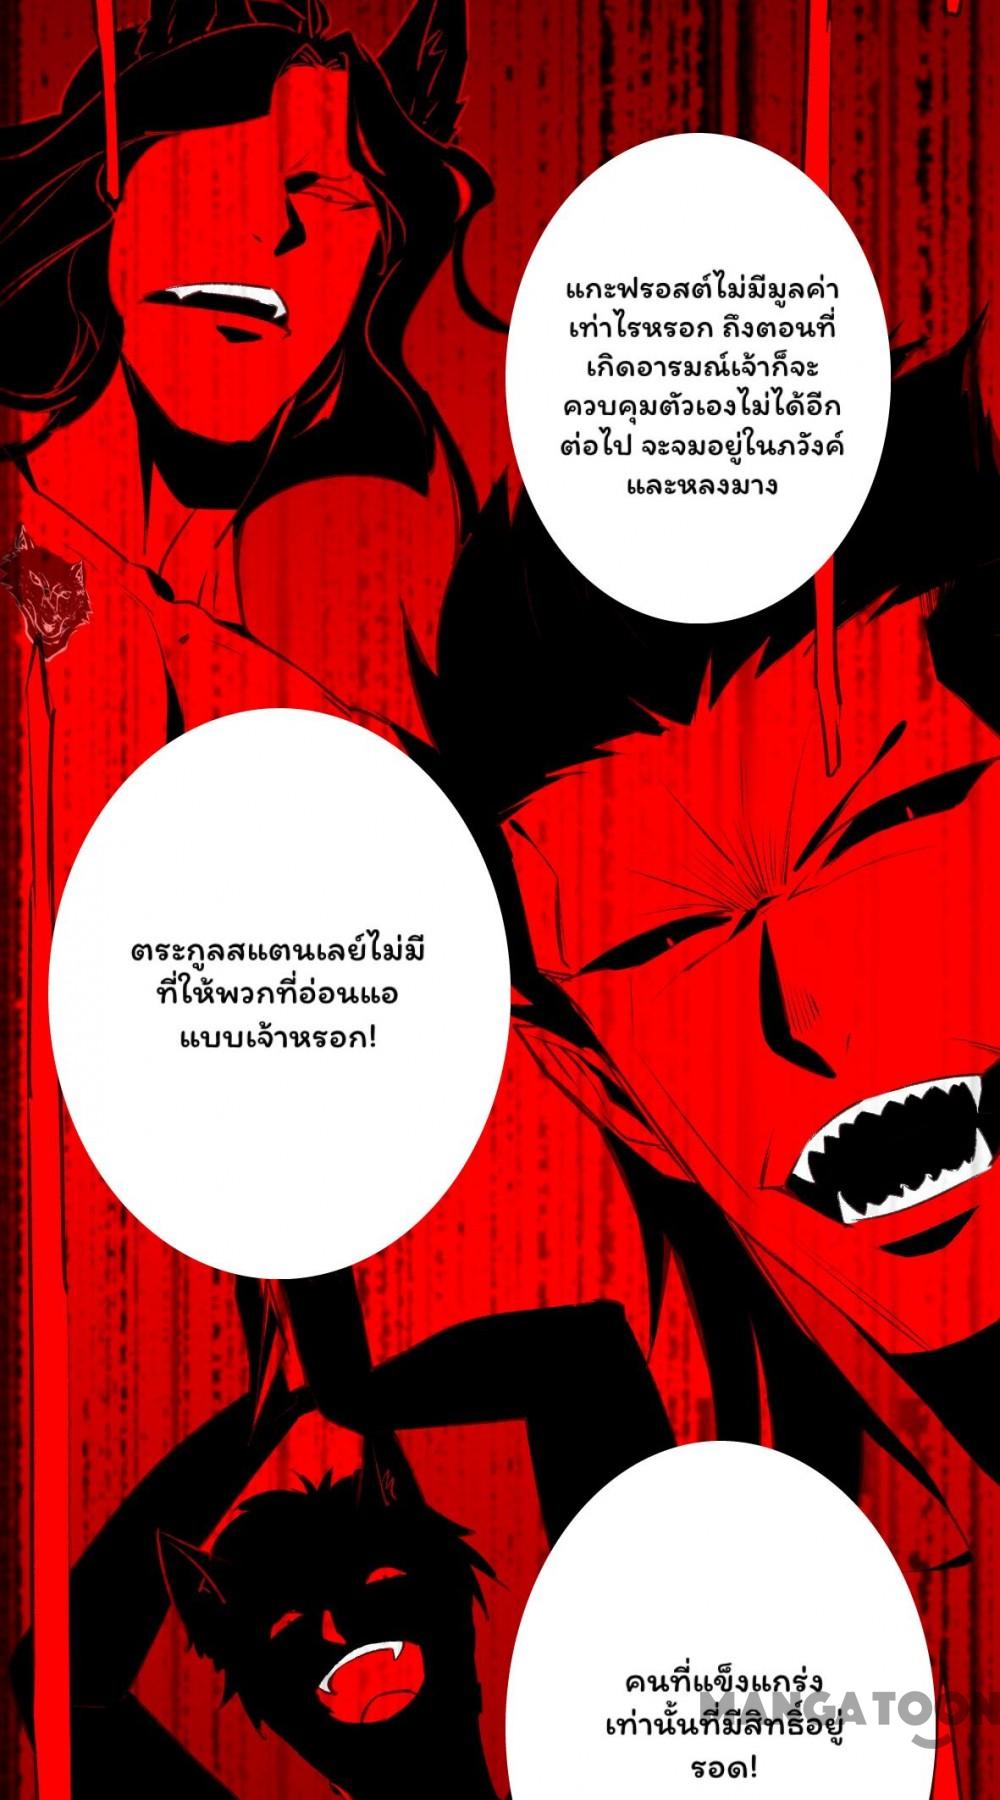 แกะฟรอสต์ไม่มีมูลค่า
เท่าไรหรอก ถึงตอนที่
เกิดอารมณ์เจ้าก็จะ
ควบคุมตัวเองไม่ได้อีก
ต่อไป จะจมอยู่ในภวังค์
และหลงมาง
ตระกูลสแตนเลย์ไม่มี
ที่ให้พวกที่อ่อนแอ
แบบเจ้าหรอก!
คนที่แข็งแกร่ง
เท่านั้นที่มีสิทธิ์อยู่
รอด!
MANGATOON